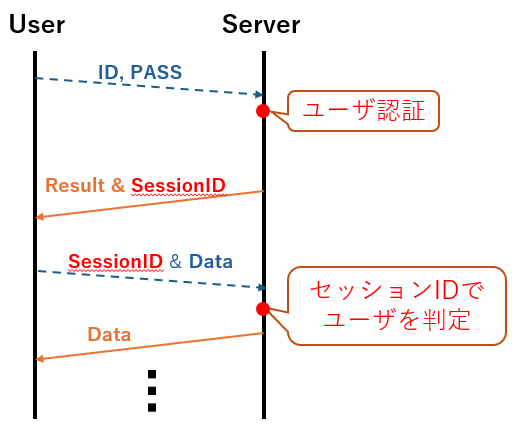 User
Server
ID, PASS
ユーザ認証
Result & SessionID
SessionID & Data
セッションIDで
ユーザを判定
Data